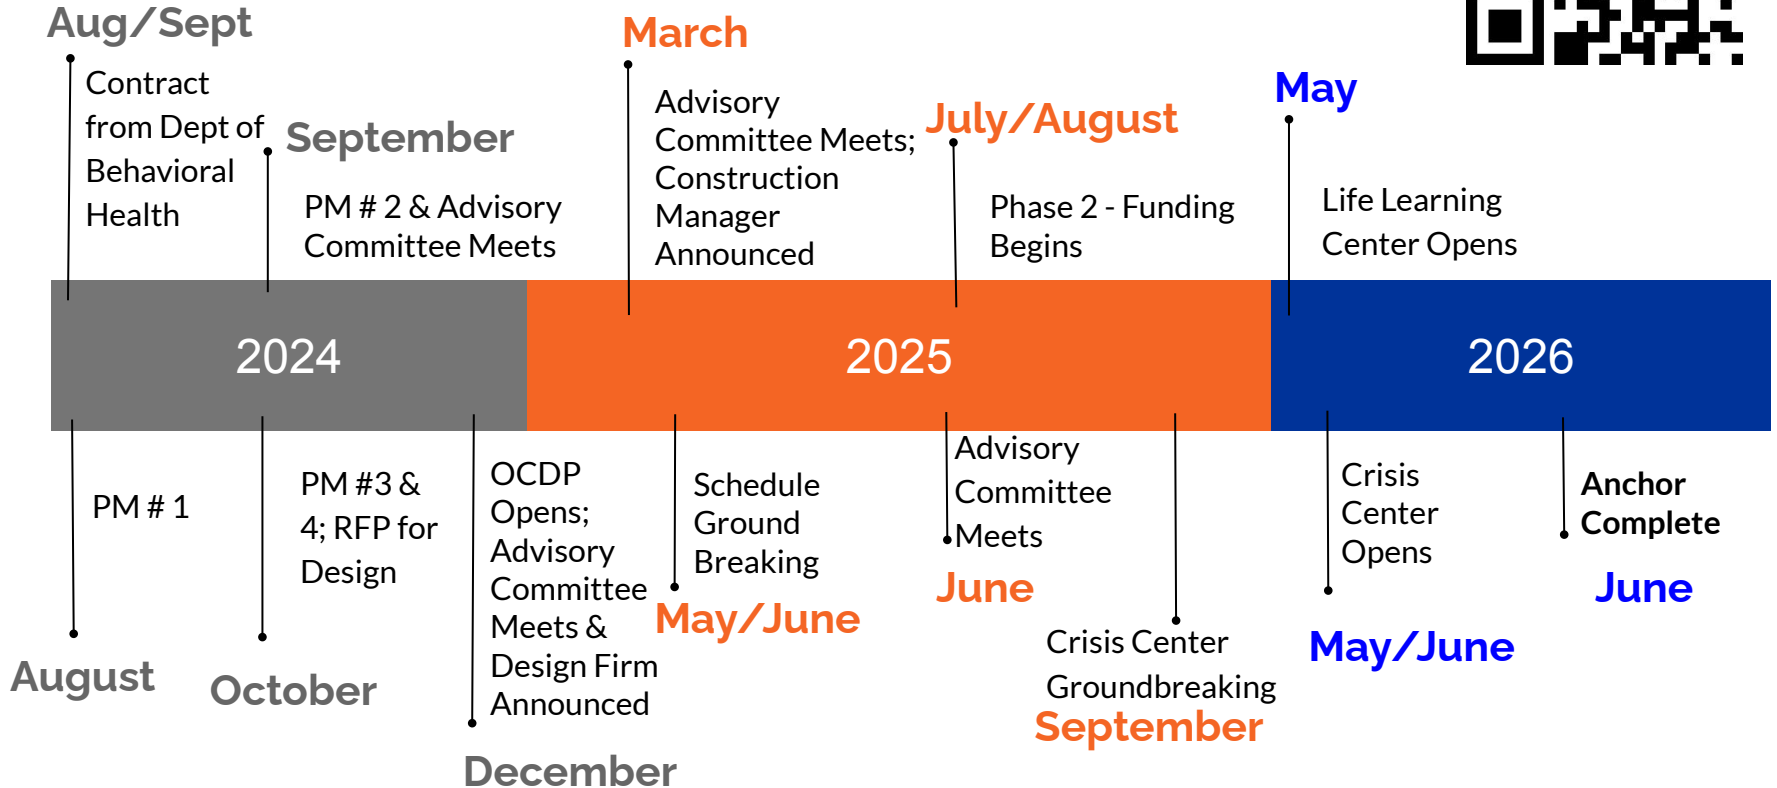 Aug/Sept
Contract
from Dept of
Behavioral
Health
September
PM # 2 & Advisory
Committee Meets
March
Advisory
Committee Meets;
Construction
Manager
Announced
July/August
Phase 2 - Funding
Begins
May
Life Learning
Center Opens
2024
2025
2026
PM # 1
August
PM #3 &
4; RFP for
Design
October
OCDP
Opens;
Advisory
Committee
Meets &
Design Firm
Announced
December
Schedule
Ground
Breaking
May/June
Advisory
Committee
Meets
June
Crisis Center
Groundbreaking
September
Crisis
Center
Opens
May/June
Anchor
Complete
June